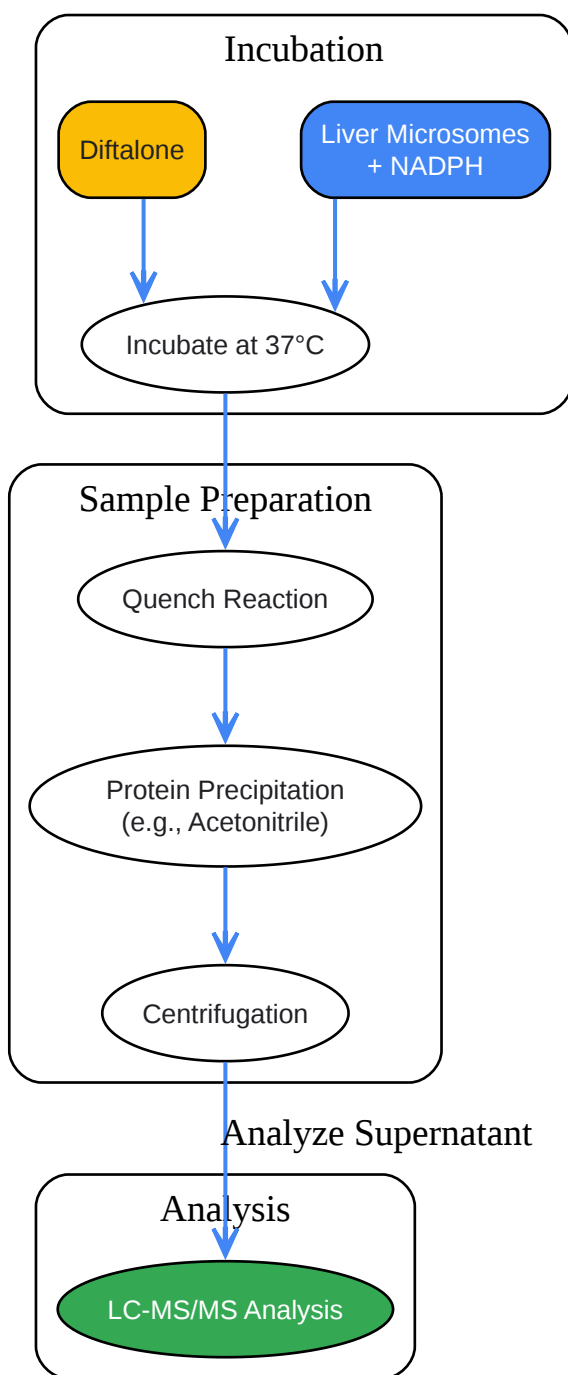 Incubation
Diftalone
Liver Microsomes
+ NADPH
Incubate at 37°C
Sample Preparation
Quench Reaction
Protein Precipitation
(e.g., Acetonitrile)
Centrifugation
Analyze Supernatant
Analysis
LC-MS/MS Analysis